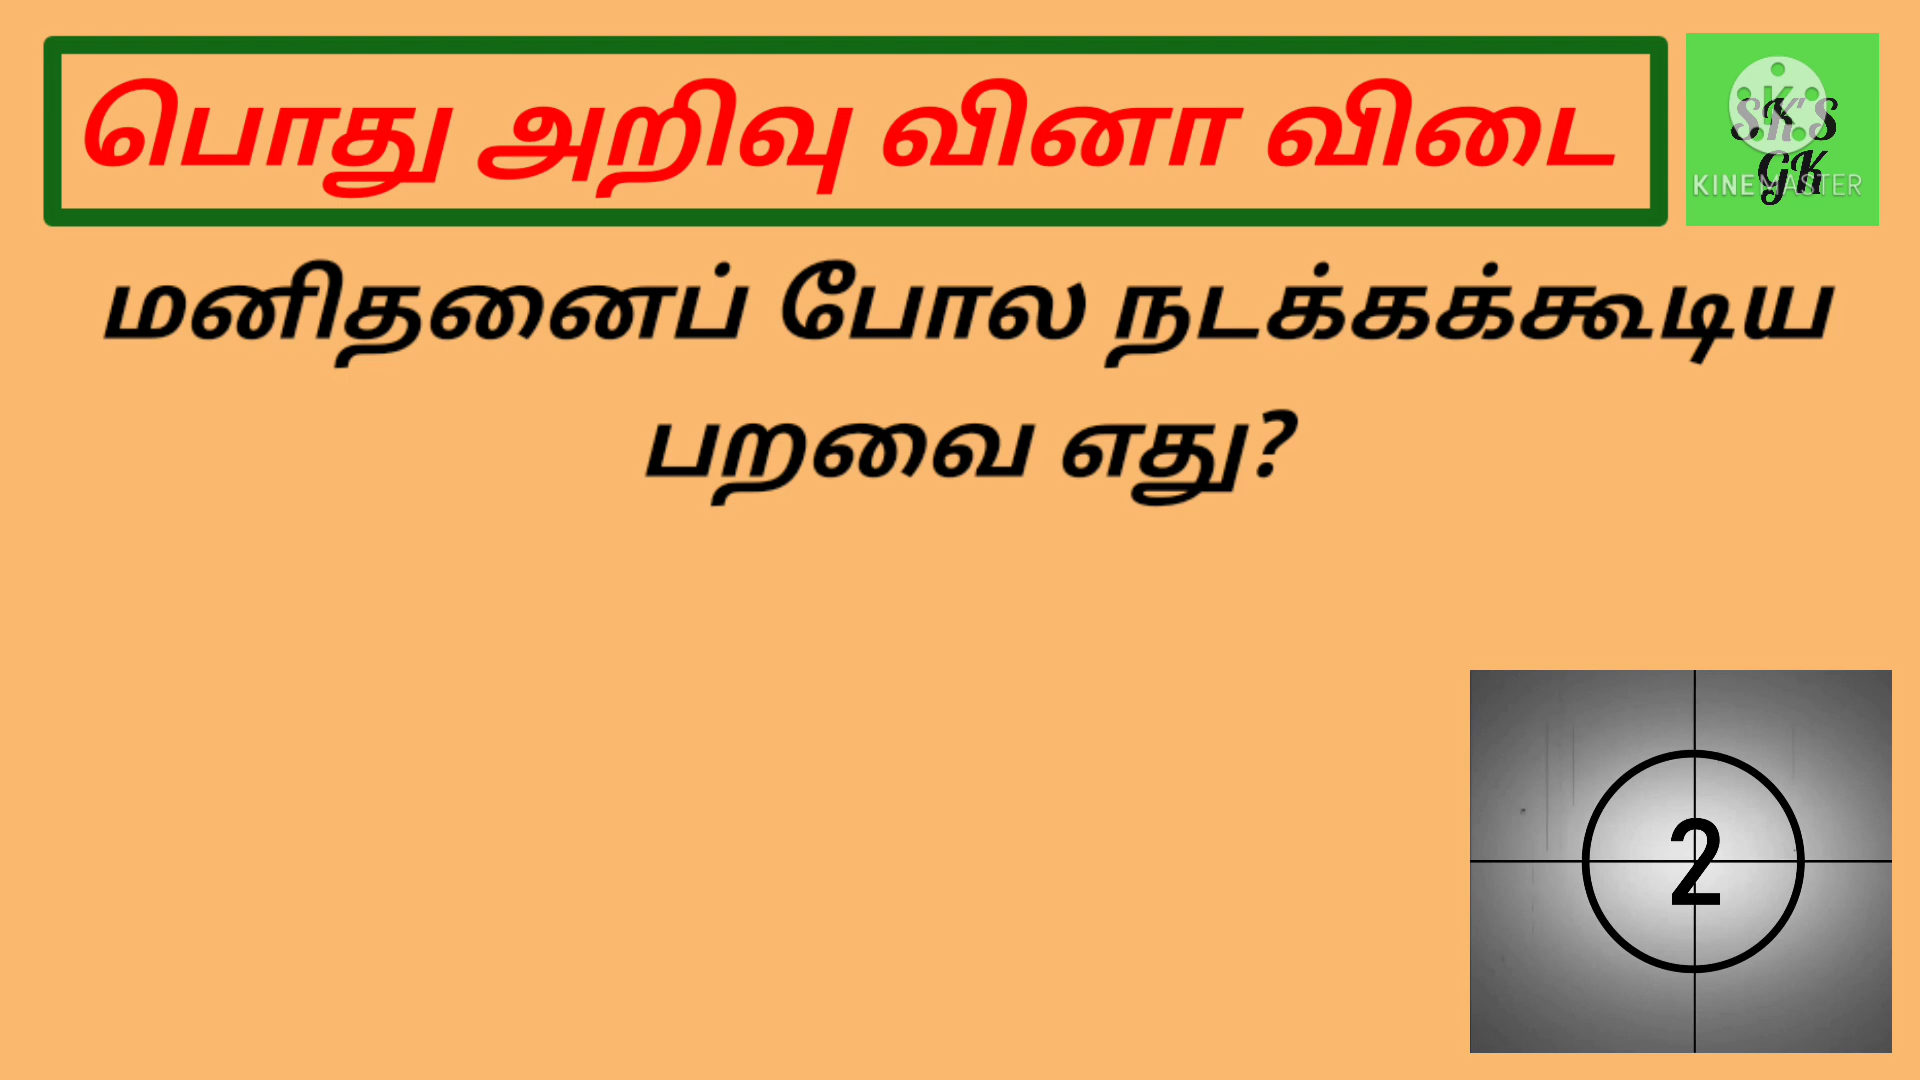 பொது அறிவு வினா விடை
SK'S
GK
KINEMASTER
மனிதனைப் போல நடக்கக்கூடிய
பறவை எது?
2